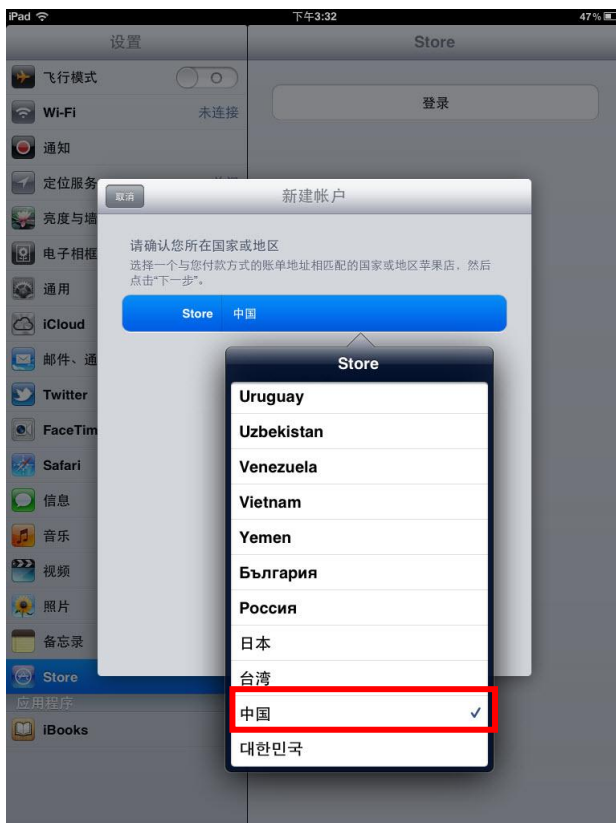 iPad
下午3:32
47%
设置
Store
飞行模式
登录
Wi-Fi
未连接
通知
定位服务
取消
新建帐户
亮度与墙
请确认您所在国家或地区
电子相框
选择一个与您付款方式的账单地址相匹配的国家或地区苹果店，然后
点击“下一步”。
通用
Store 中国
iCloud
邮件、通
Store
Twitter
Uruguay
FaceTim
Uzbekistan
Safari
Venezuela
信息
Vietnam
音乐
Yemen
视频
България
照片
Россия
备忘录
日本
Store
台湾
应用程序
中国
iBooks
대한민국